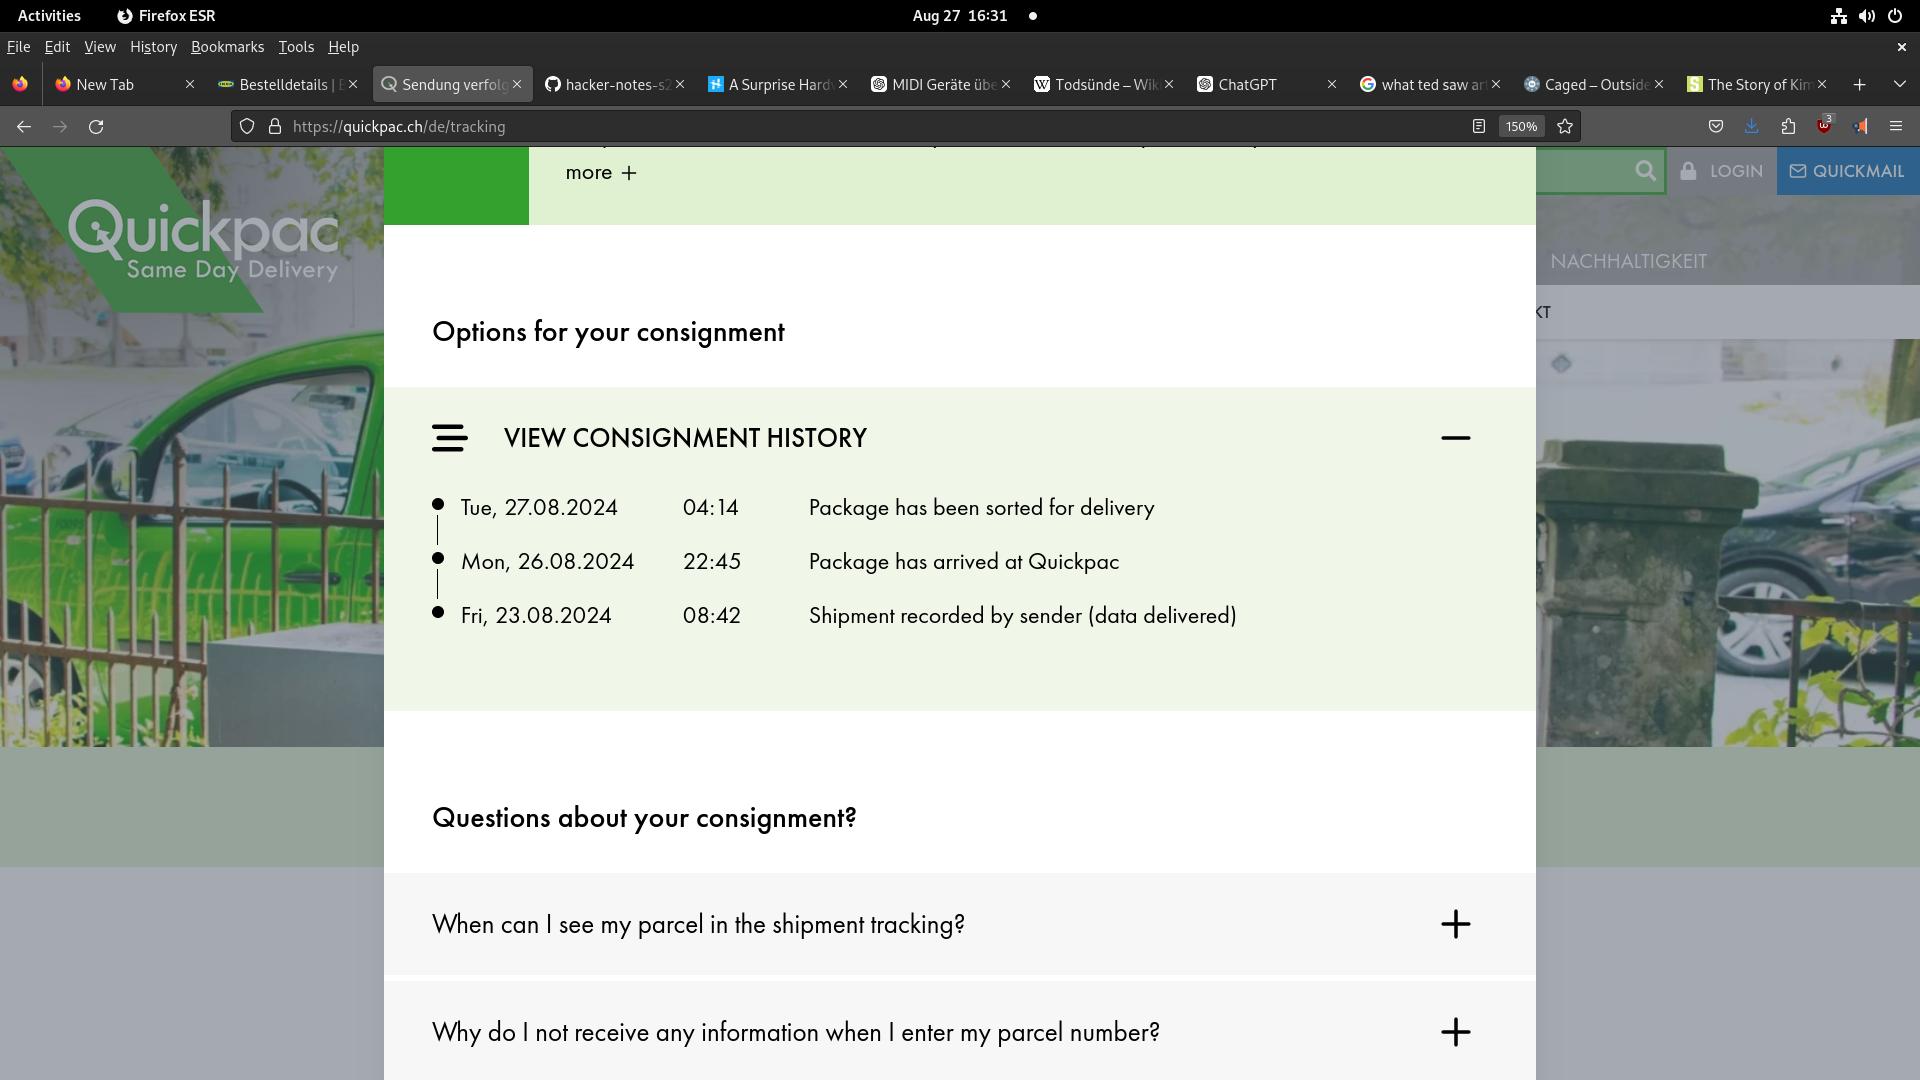 Activities Firefox ESR Aug 27 16:31
File Edit View History Bookmarks Tools Help
New Tab Bestelldetails | Sendung verfolg hacker-notes-s2 A Surprise Hard MIDI Geräte übe Todsünde – Wiki ChatGPT what ted saw ar Caged – Outside The Story of Kim
https://quickpac.ch/de/tracking 150% 3
more +
LOGIN QUICKMAIL
Quickpac
Same Day Delivery
NACHHALTIGKEIT
KT
Options for your consignment
VIEW CONSIGNMENT HISTORY
Tue, 27.08.2024 04:14 Package has been sorted for delivery
Mon, 26.08.2024 22:45 Package has arrived at Quickpac
Fri, 23.08.2024 08:42 Shipment recorded by sender (data delivered)
Questions about your consignment?
When can I see my parcel in the shipment tracking?
Why do I not receive any information when I enter my parcel number?